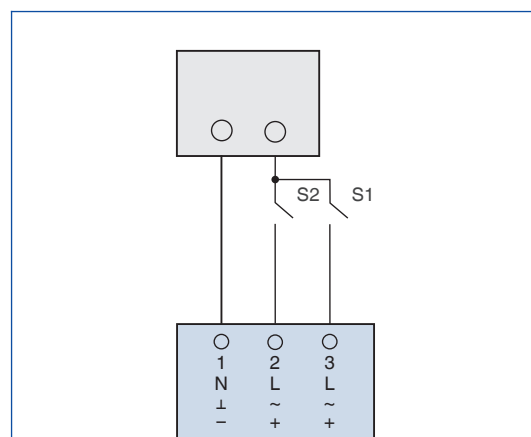 S2 S1
1 2 3
N L L
⊥ ~ ~
− + +